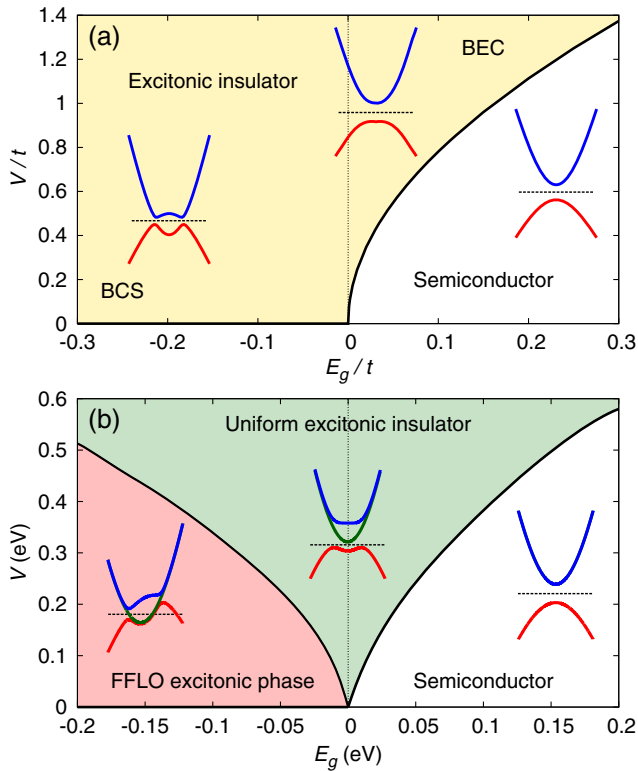 (a)
Excitonic insulator
BEC
BCS
Semiconductor
V / t
1.4
1.2
1
0.8
0.6
0.4
0.2
0
-0.3
-0.2
-0.1
0
0.1
0.2
0.3
E_g / t
(b)
Uniform excitonic insulator
FFLO excitonic phase
Semiconductor
V (eV)
0.6
0.5
0.4
0.3
0.2
0.1
0
-0.2
-0.15
-0.1
-0.05
0
0.05
0.1
0.15
0.2
E_g (eV)